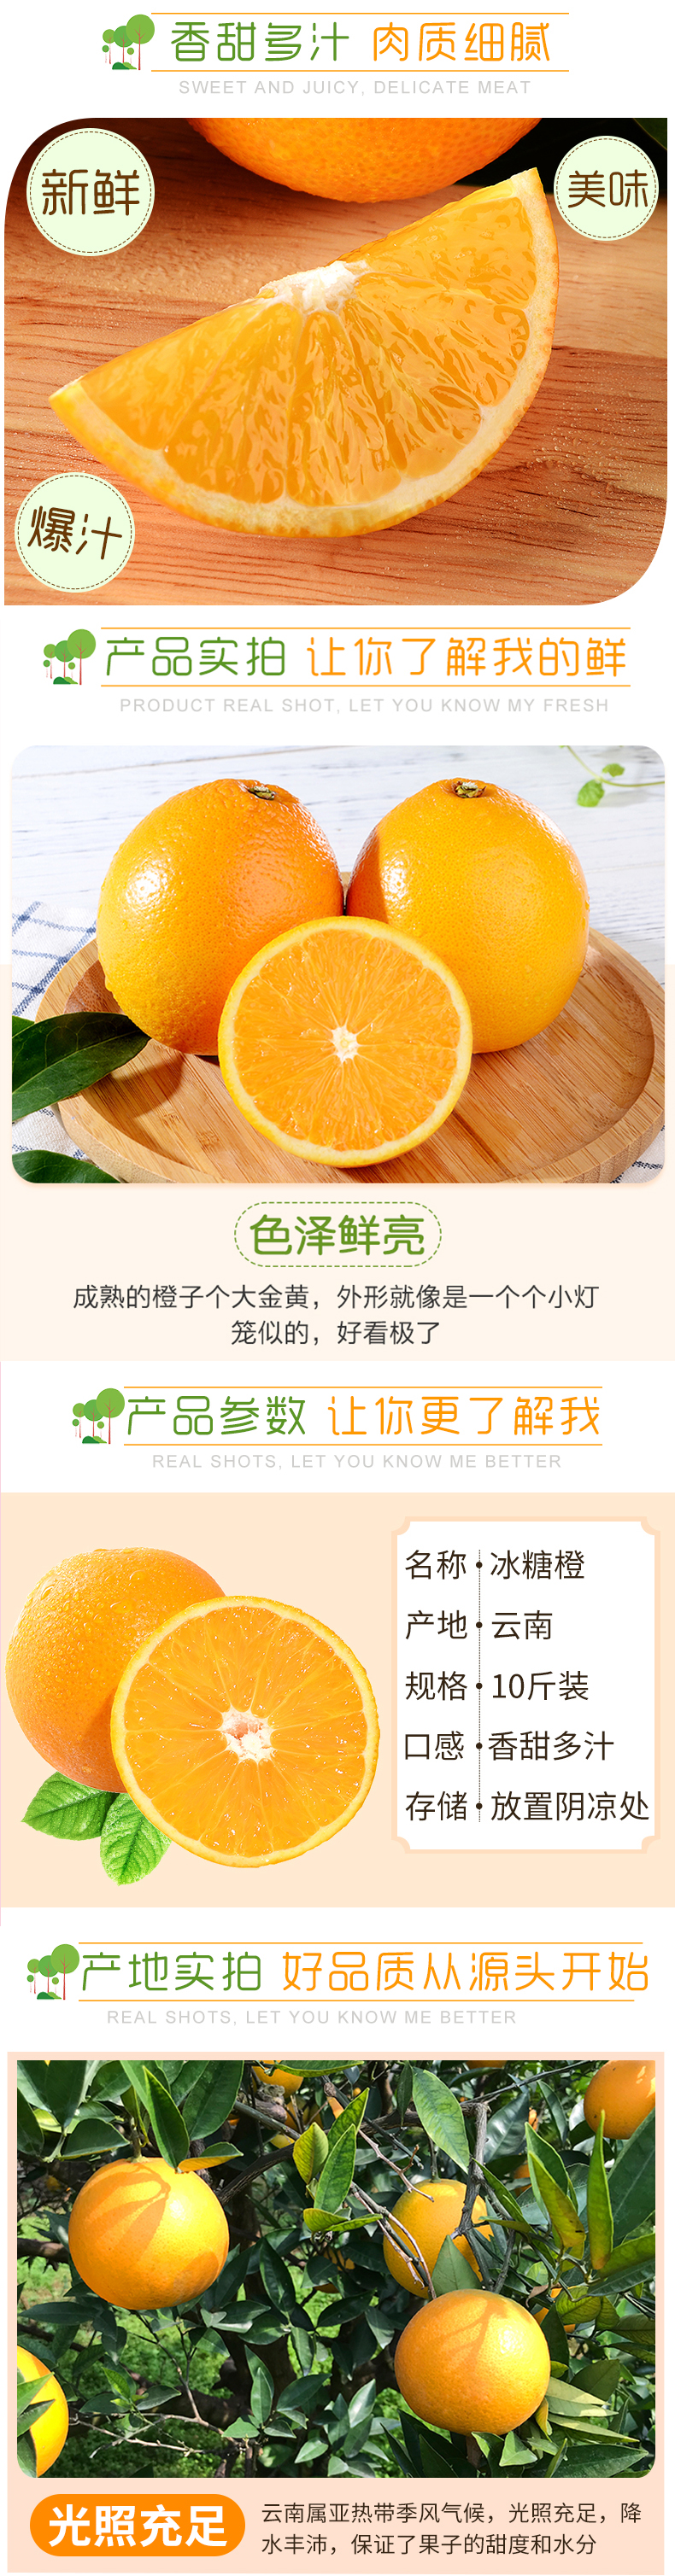 香甜多汁 肉质细腻
SWEET AND JUICY, DELICATE MEAT
新鲜
美味
爆汁
产品实拍 让你了解我的鲜
PRODUCT REAL SHOT, LET YOU KNOW MY FRESH
色泽鲜亮
成熟的橙子个大金黄，外形就像是一个个小灯
笼似的，好看极了
产品参数 让你更了解我
REAL SHOTS, LET YOU KNOW ME BETTER
名称·冰糖橙
产地·云南
规格·10斤装
口感·香甜多汁
存储·放置阴凉处
产地实拍 好品质从源头开始
REAL SHOTS, LET YOU KNOW ME BETTER
光照充足
云南属亚热带季风气候，光照充足，降
水丰沛，保证了果子的甜度和水分